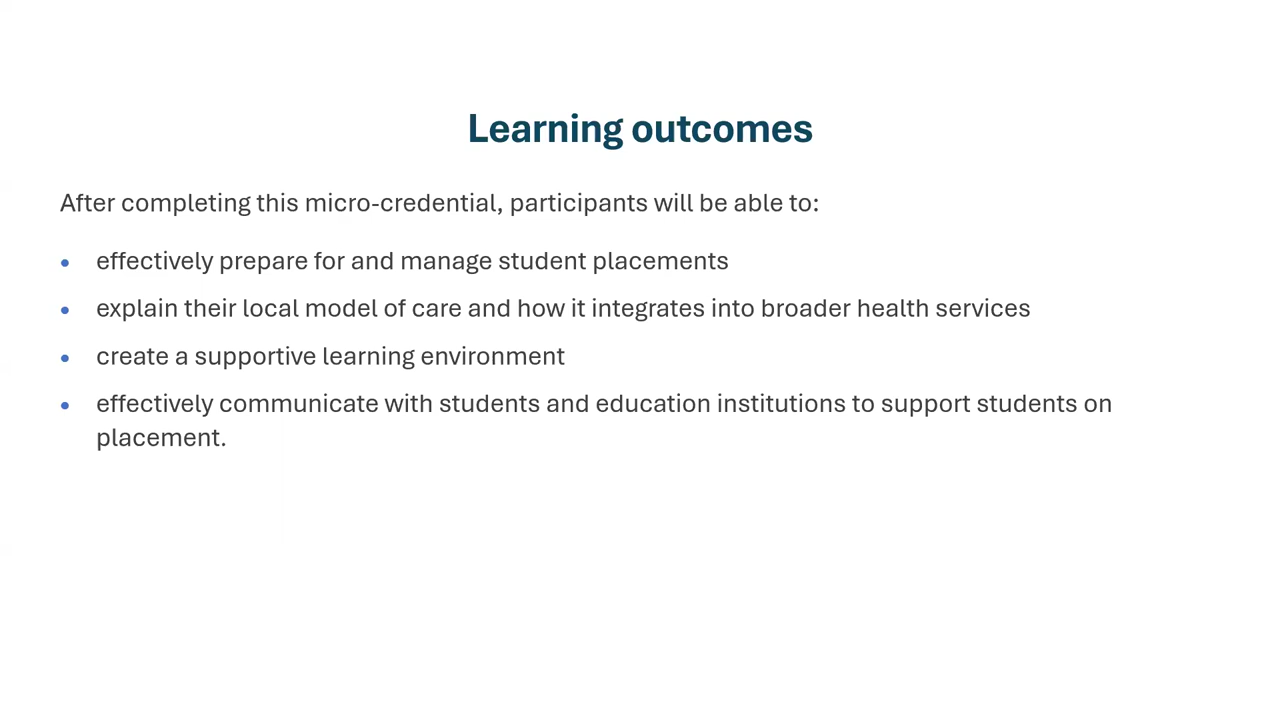 Learning outcomes
After completing this micro-credential, participants will be able to:
• effectively prepare for and manage student placements
• explain their local model of care and how it integrates into broader health services
• create a supportive learning environment
• effectively communicate with students and education institutions to support students on
placement.